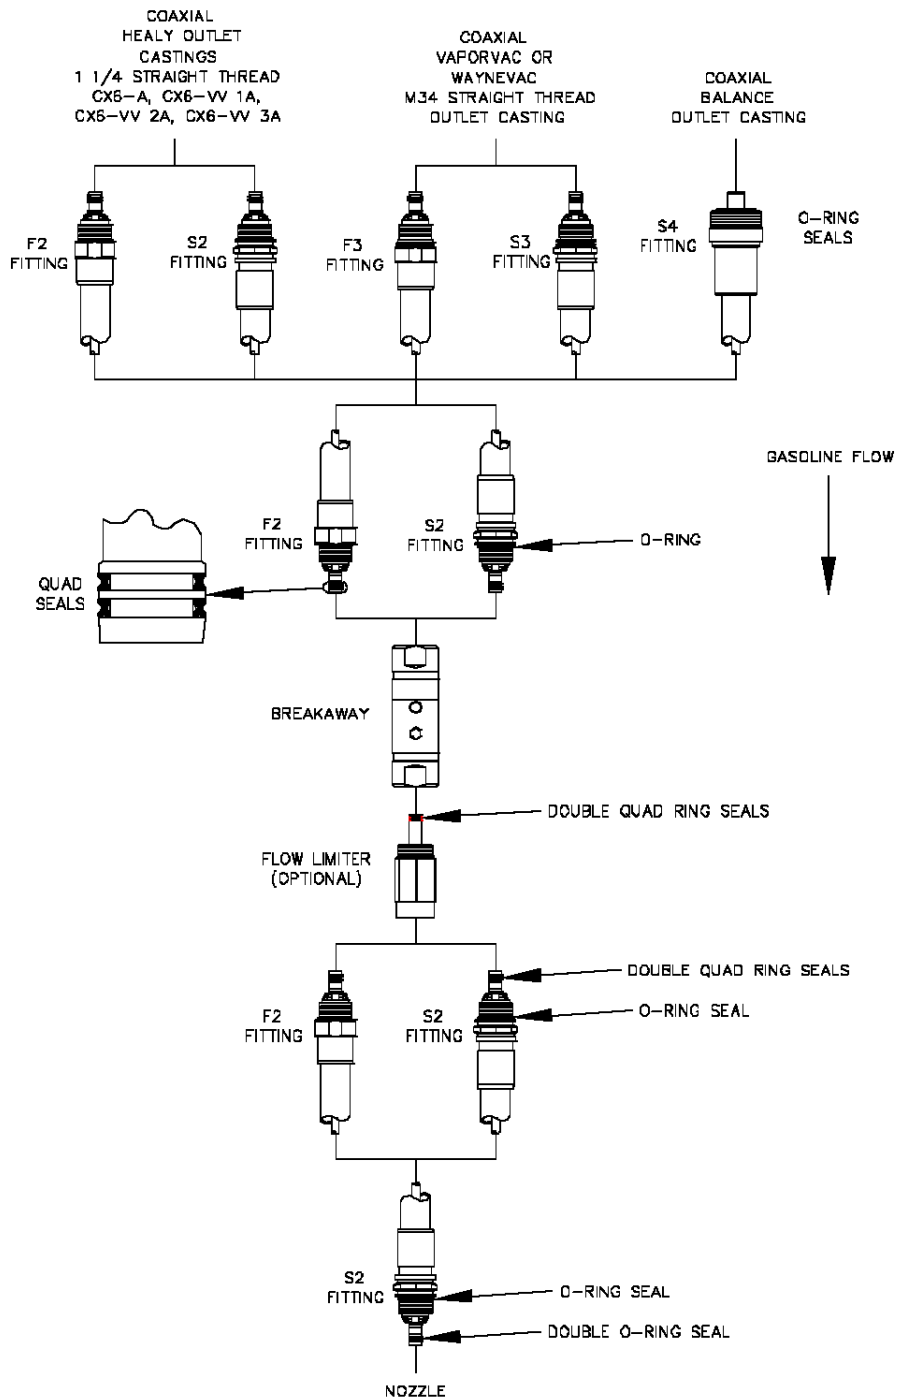 COAXIAL
HEALY OUTLET
CASTINGS
1 1/4 STRAIGHT THREAD
CX6-A, CX6-VV 1A,
CX6-VV 2A, CX6-VV 3A
COAXIAL
VAPORVAC OR
WAYNEVAC
M34 STRAIGHT THREAD
OUTLET CASTING
COAXIAL
BALANCE
OUTLET CASTING
F2
FITTING
S2
FITTING
F3
FITTING
S3
FITTING
S4
FITTING
O-RING
SEALS
GASOLINE FLOW
F2
FITTING
S2
FITTING
O-RING
QUAD
SEALS
BREAKAWAY
DOUBLE QUAD RING SEALS
FLOW LIMITER
(OPTIONAL)
DOUBLE QUAD RING SEALS
F2
FITTING
S2
FITTING
O-RING SEAL
S2
FITTING
O-RING SEAL
DOUBLE O-RING SEAL
NOZZLE